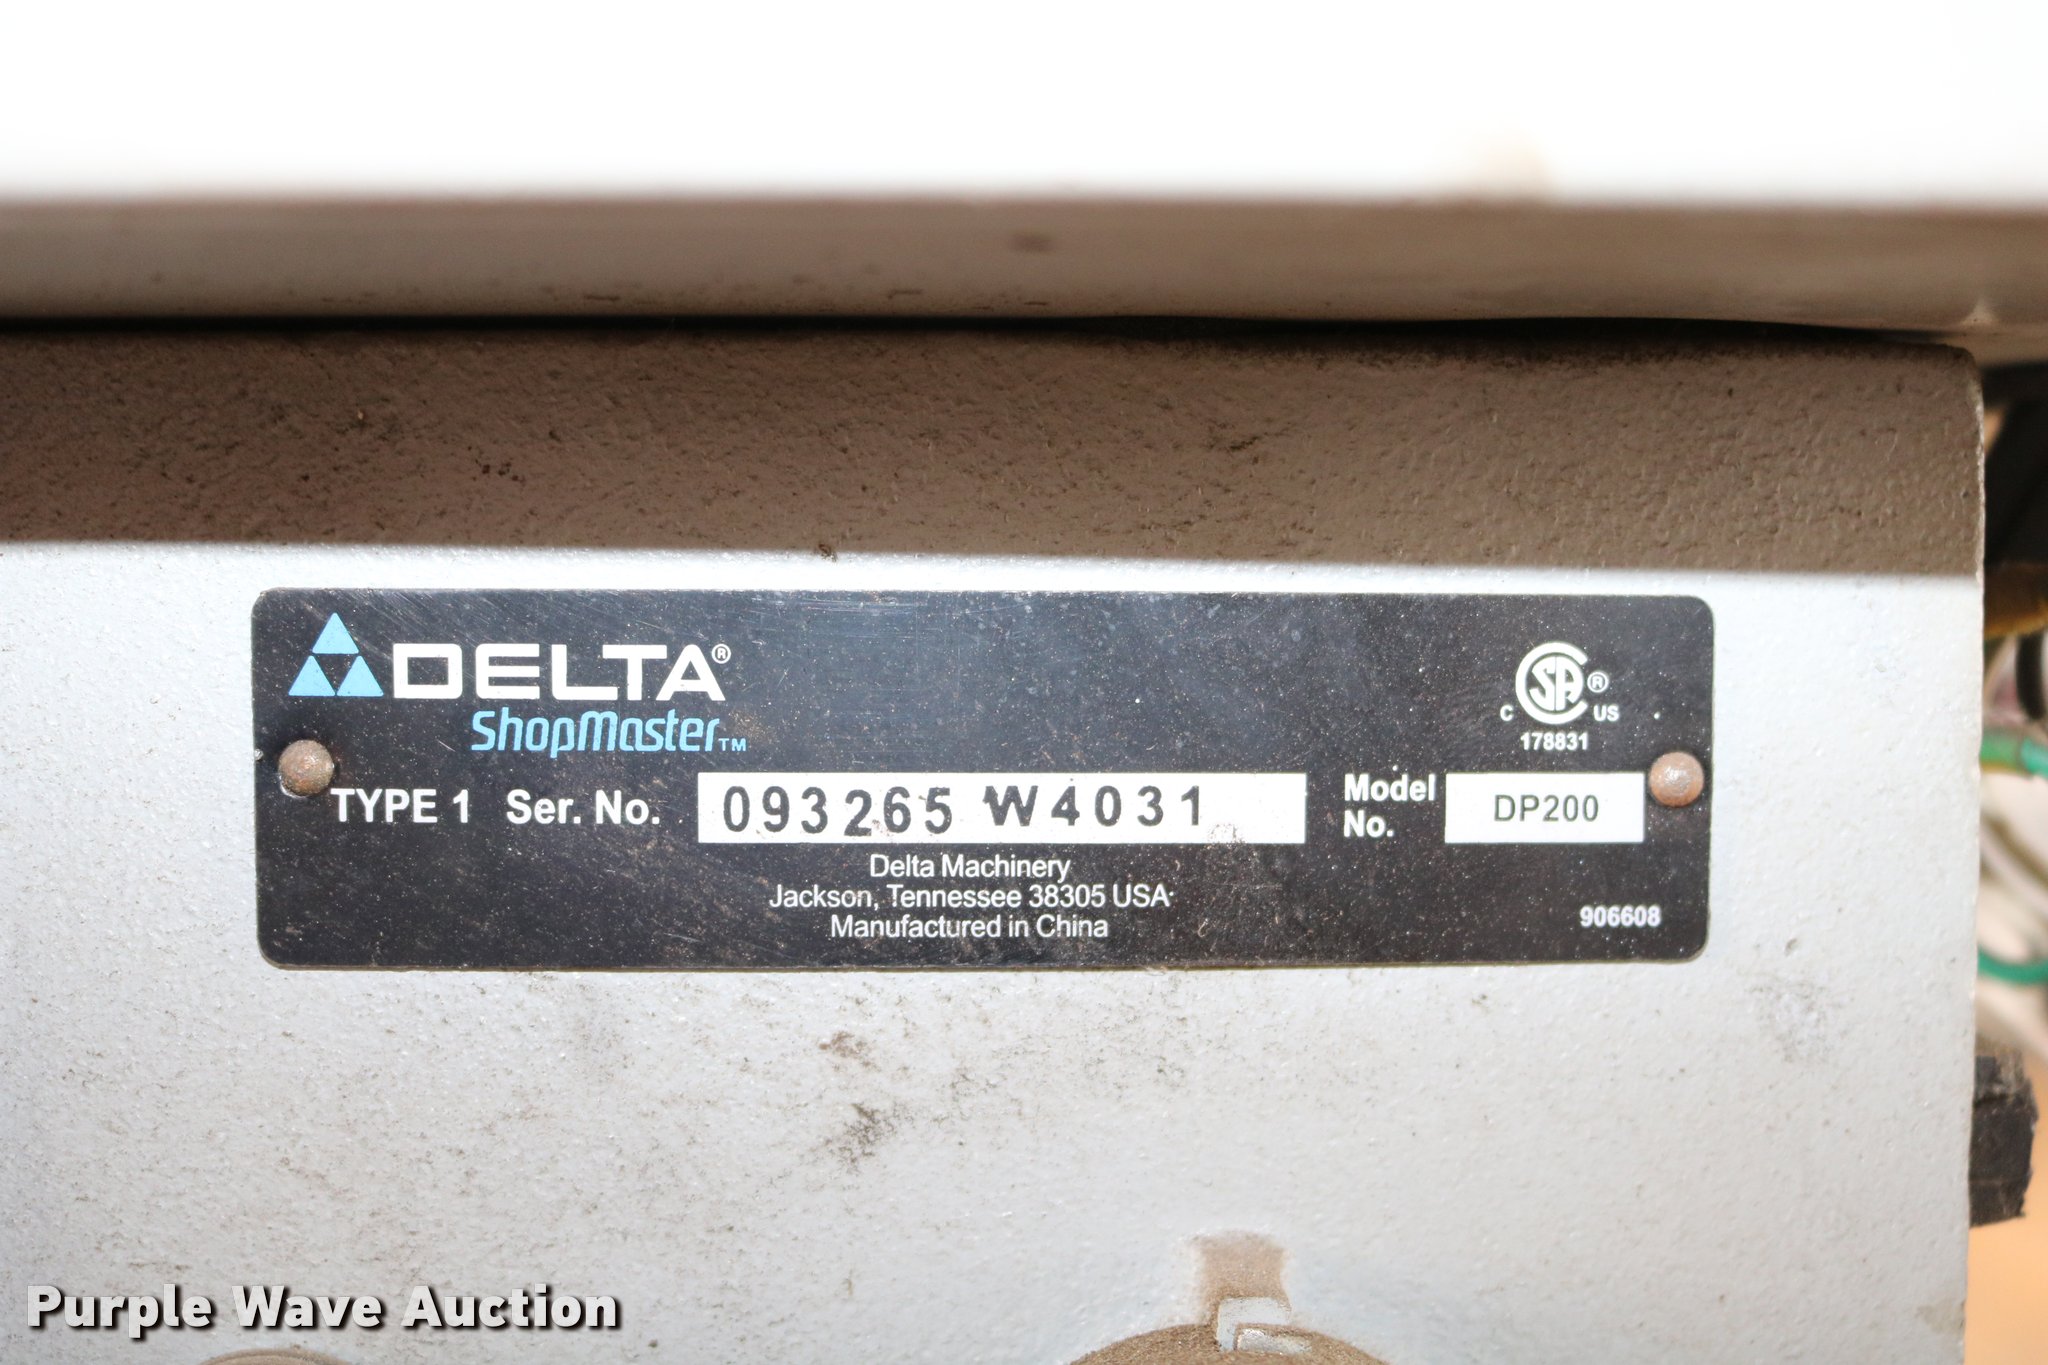 DELTA®
ShopMaster™
CSA®
C US
178831
TYPE 1 Ser. No. 093265 W4031 Model No. DP200
Delta Machinery
Jackson, Tennessee 38305 USA
Manufactured in China
906608
Purple Wave Auction